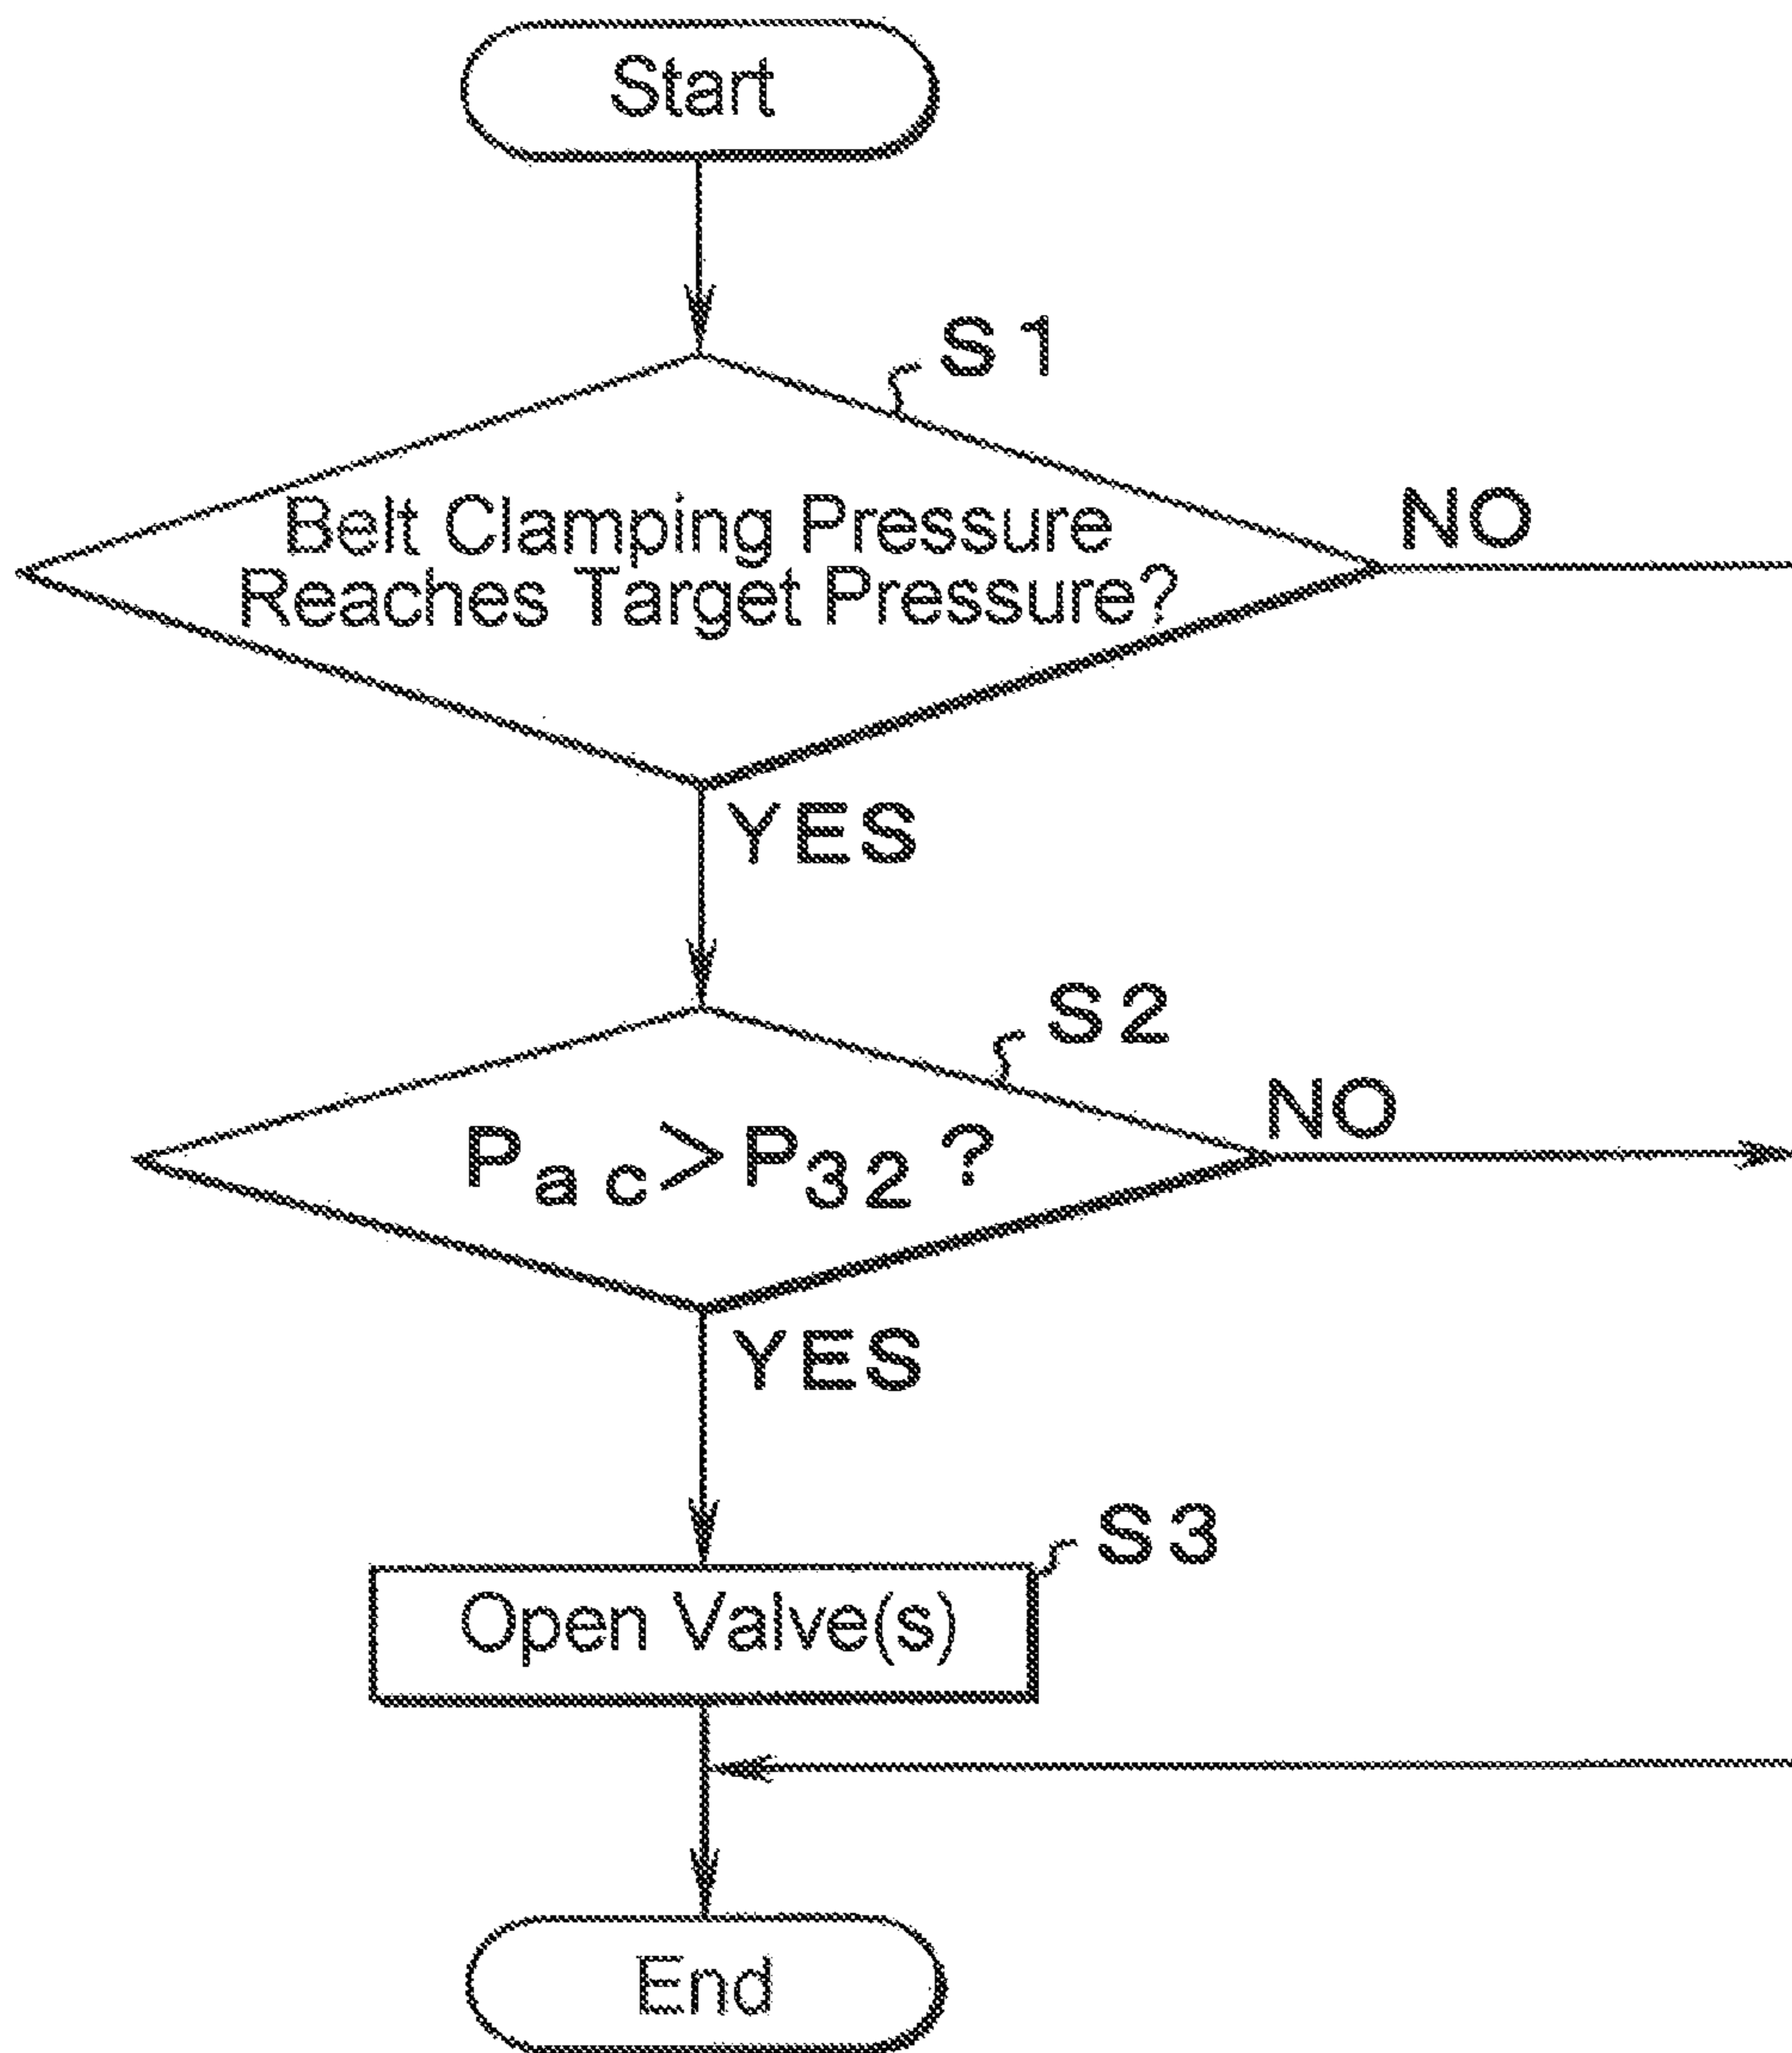 Start
S1
Belt Clamping Pressure
Reaches Target Pressure?
NO
YES
S2
Pac>P32?
NO
YES
S3
Open Valve(s)
End